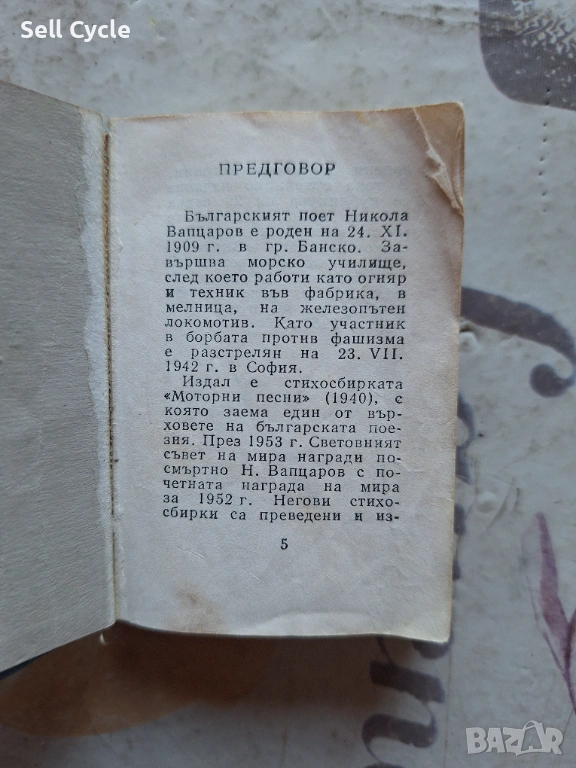 Sell Cycle
ПРЕДГОВОР
Българският поет Никола
Вапцаров е роден на 24. XI.
1909 г. в гр. Банско. За-
вършва морско училище,
след което работи като огняр
и техник във фабрика, в
мелница, на железопътен
локомотив. Като участник
в борбата против фашизма
е разстрелян на 23. VII.
1942 г. в София.
Издал е стихосбирката
«Моторни песни» (1940), с
която заема един от вър-
ховете на българската пое-
зия. През 1953 г. Световният
съвет на мира награди по-
смъртно Н. Вапцаров с по-
четната награда на мира
за 1952 г. Негови стихо-
сбирки са преведени и из-
5
BAZAR